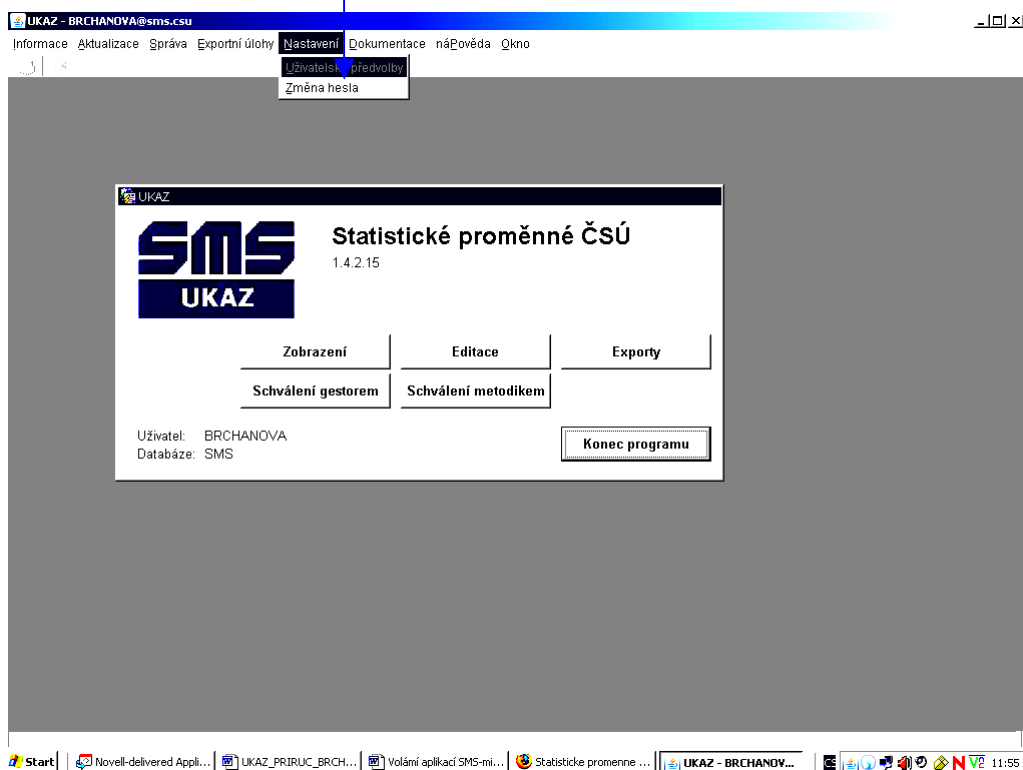 UKAZ - BRCHANOVA@sms.csu
Informace Aktualizace Správa Exportní úlohy Nastavení Dokumentace náPověda Okno
Uživatelské předvolby
Změna hesla
UKAZ
SMS
UKAZ
Statistické proměnné ČSÚ
1.4.2.15
Zobrazení Editace Exporty
Schválení gestorem Schválení metodikem
Uživatel: BRCHANOVA
Databáze: SMS
Konec programu
Start Novell-delivered Appli... UKAZ_PRIRUC_BRCH... Volámí aplikací SMS-mi... Statisticke promenne ... UKAZ - BRCHANOV... 11:55